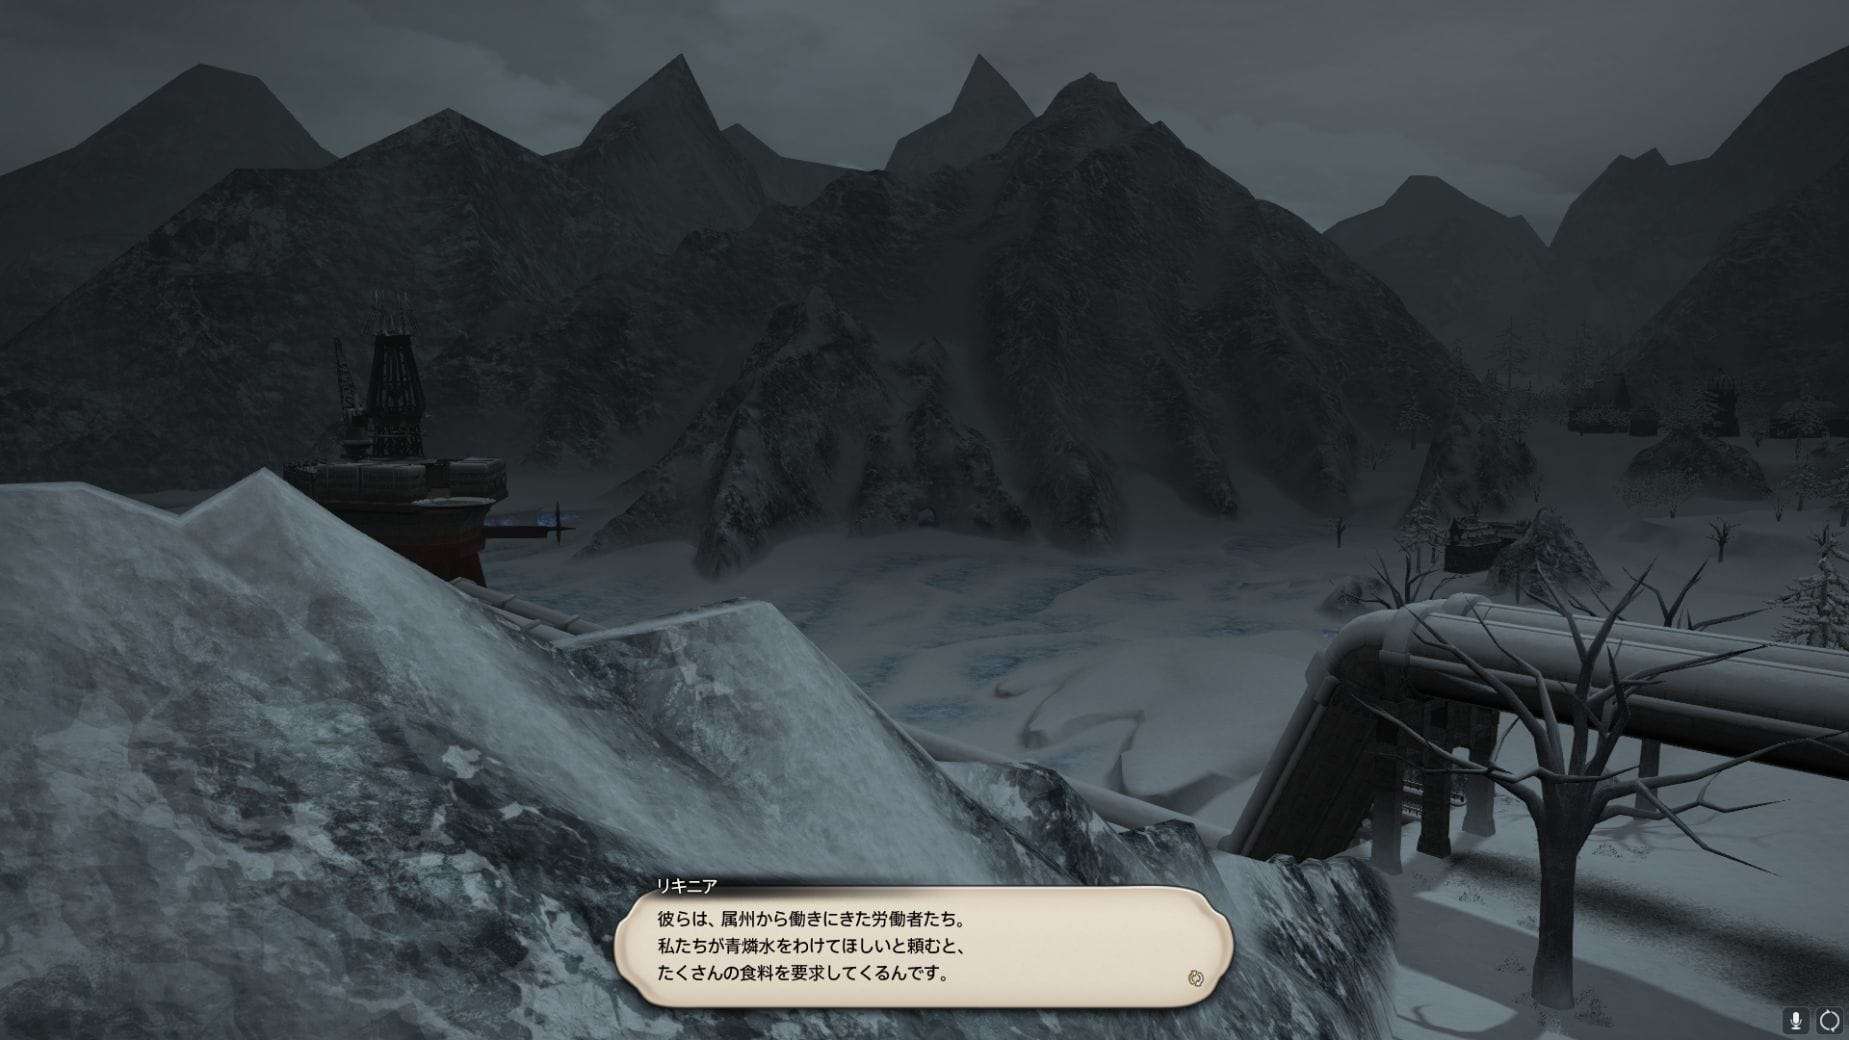 リキニア
彼らは、属州から働きにきた労働者たち。
私たちが青燐水をわけてほしいと頼むと、
たくさんの食料を要求してくるんです。